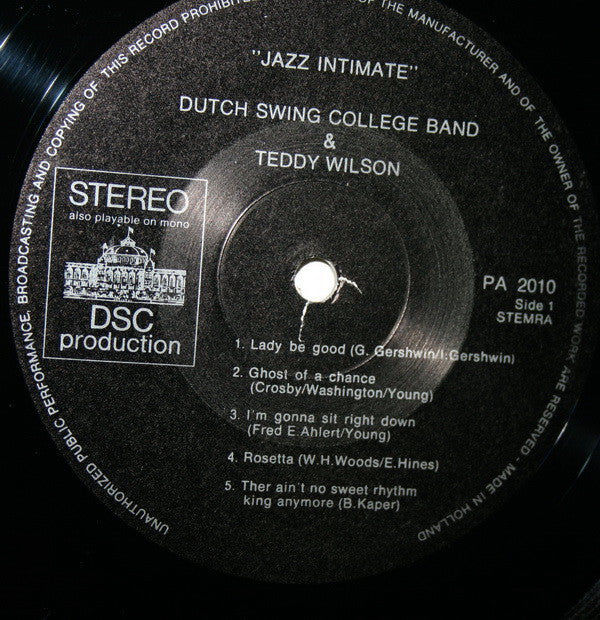 "JAZZ INTIMATE"
DUTCH SWING COLLEGE BAND
&
TEDDY WILSON
STEREO
also playable on mono
DSC
production
PA 2010
Side 1
STEMRA
1. Lady be good (G. Gershwin/I.Gershwin)
2. Ghost of a chance
(Crosby/Washington/Young)
3. I'm gonna sit right down
(Fred E.Ahlert/Young)
4. Rosetta (W.H.Woods/E.Hines)
5. Ther ain't no sweet rhythm
king anymore (B.Kaper)
UNAUTHORIZED PUBLIC PERFORMANCE, BROADCASTING AND COPYING OF THIS RECORD PROHIBITED OF THE MANUFACTURER AND OF THE OWNER OF THE RECORDED WORK ARE RESERVED - MADE IN HOLLAND